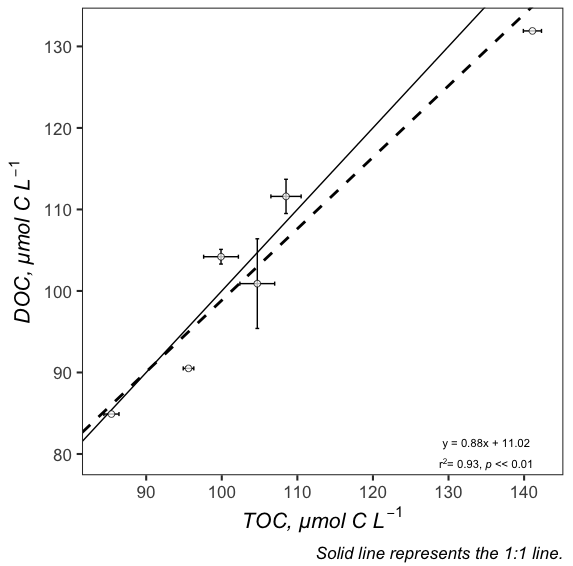 130
120
110
100
90
80
DOC, µmol C L⁻¹
y = 0.88x + 11.02
r²= 0.93, p << 0.01
90 100 110 120 130 140
TOC, µmol C L⁻¹
Solid line represents the 1:1 line.